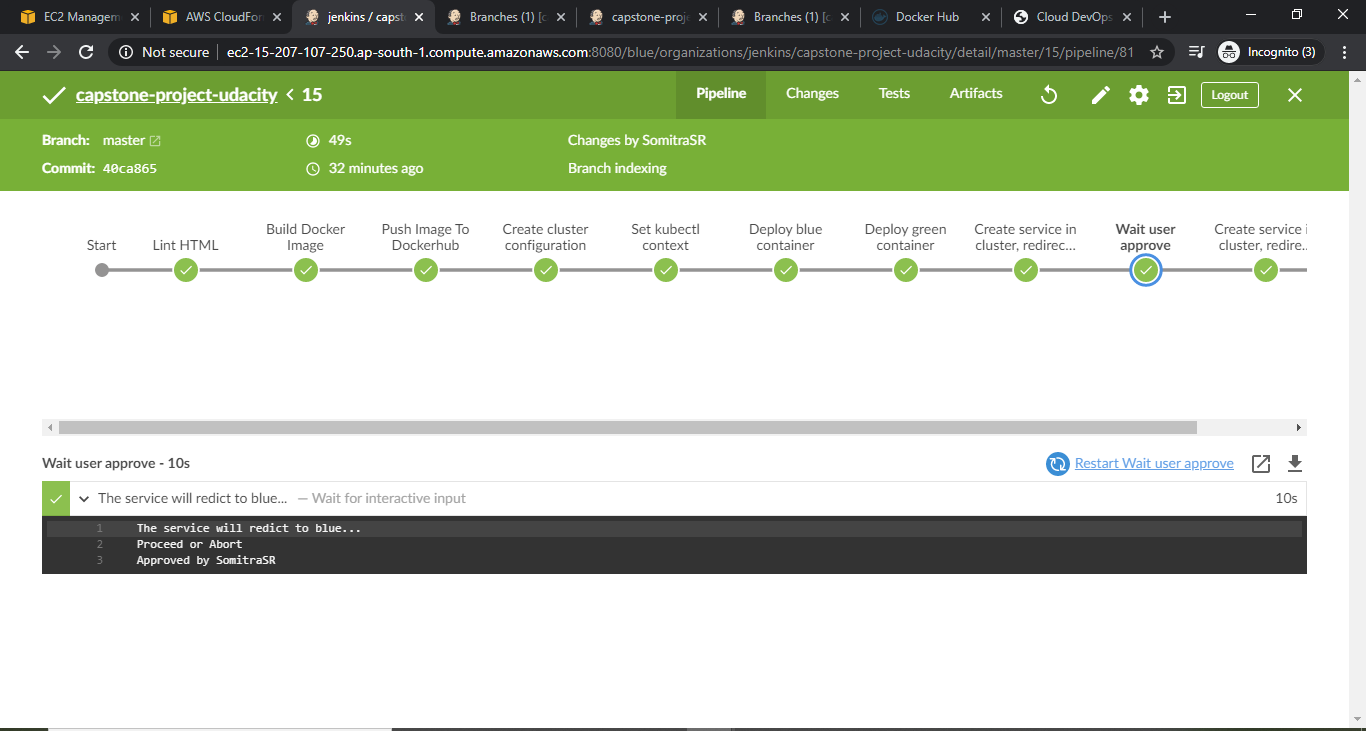 EC2 Managem
AWS CloudFor
jenkins / capst
Branches (1) [c
capstone-proje
Branches (1) [c
Docker Hub
Cloud DevOps
Not secure
ec2-15-207-107-250.ap-south-1.compute.amazonaws.com:8080/blue/organizations/jenkins/capstone-project-udacity/detail/master/15/pipeline/81
Incognito (3)
capstone-project-udacity < 15
Pipeline
Changes
Tests
Artifacts
Logout
Branch: master
49s
Changes by SomitraSR
Commit: 40ca865
32 minutes ago
Branch indexing
Start
Lint HTML
Build Docker
Image
Push Image To
Dockerhub
Create cluster
configuration
Set kubectl
context
Deploy blue
container
Deploy green
container
Create service in
cluster, redirec...
Wait user
approve
Create service i
cluster, redire..
Wait user approve - 10s
Restart Wait user approve
The service will redict to blue... — Wait for interactive input
10s
1 The service will redict to blue...
2 Proceed or Abort
3 Approved by SomitraSR